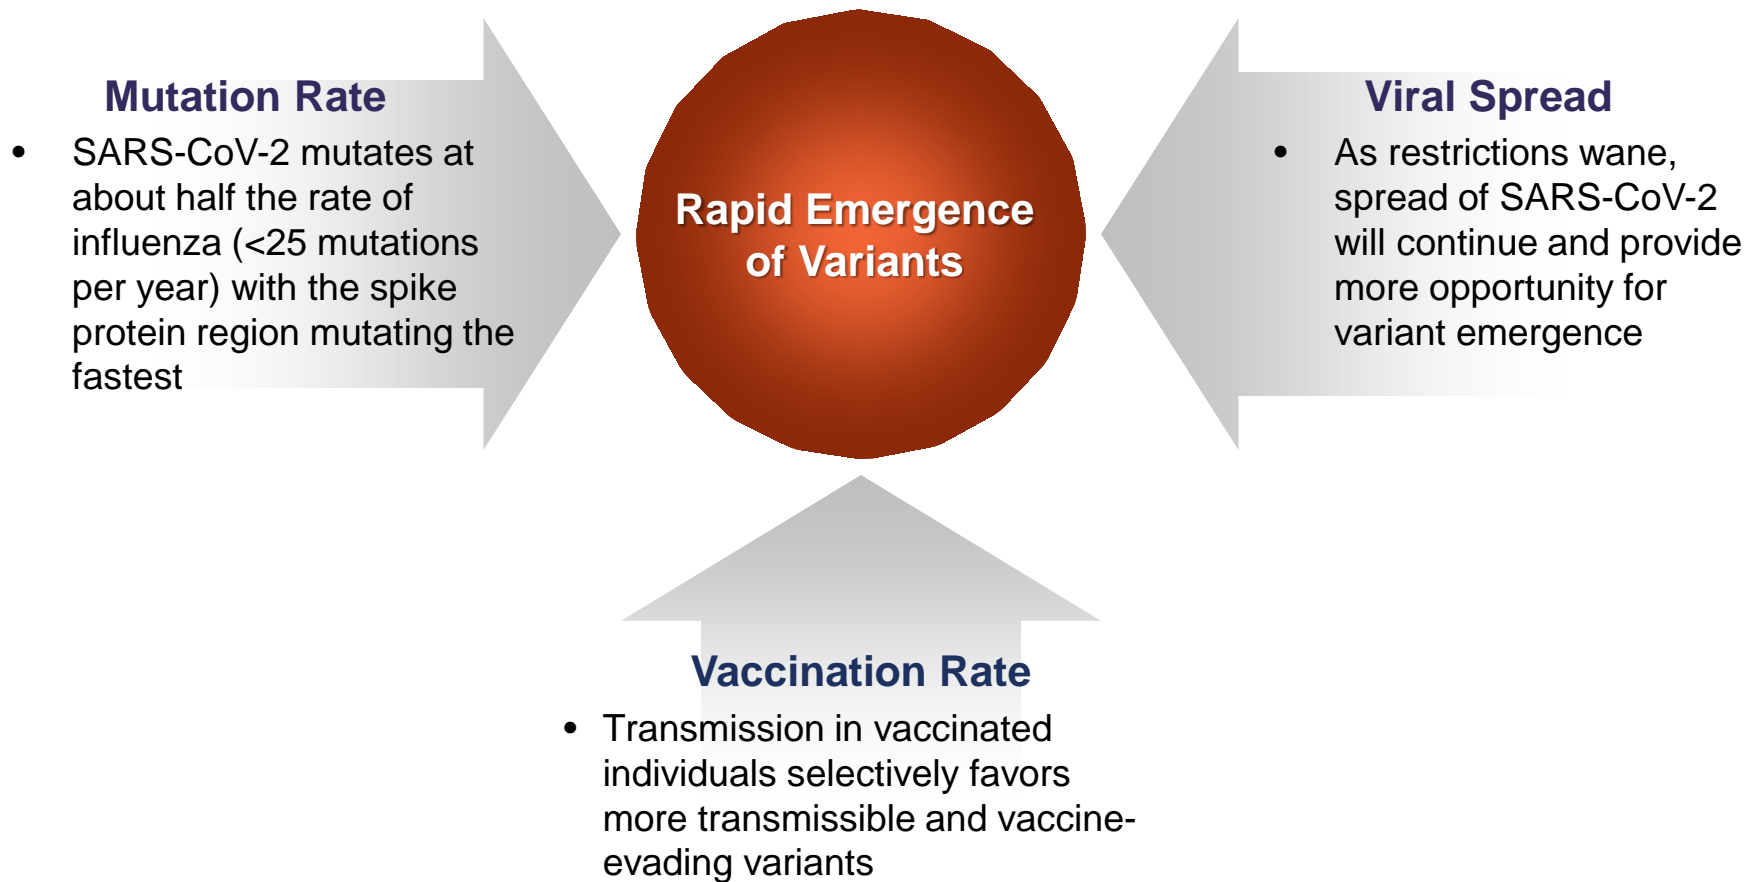 Mutation Rate
• SARS-CoV-2 mutates at
about half the rate of
influenza (<25 mutations
per year) with the spike
protein region mutating the
fastest
Rapid Emergence
of Variants
Viral Spread
• As restrictions wane,
spread of SARS-CoV-2
will continue and provide
more opportunity for
variant emergence
Vaccination Rate
• Transmission in vaccinated
individuals selectively favors
more transmissible and vaccine-
evading variants